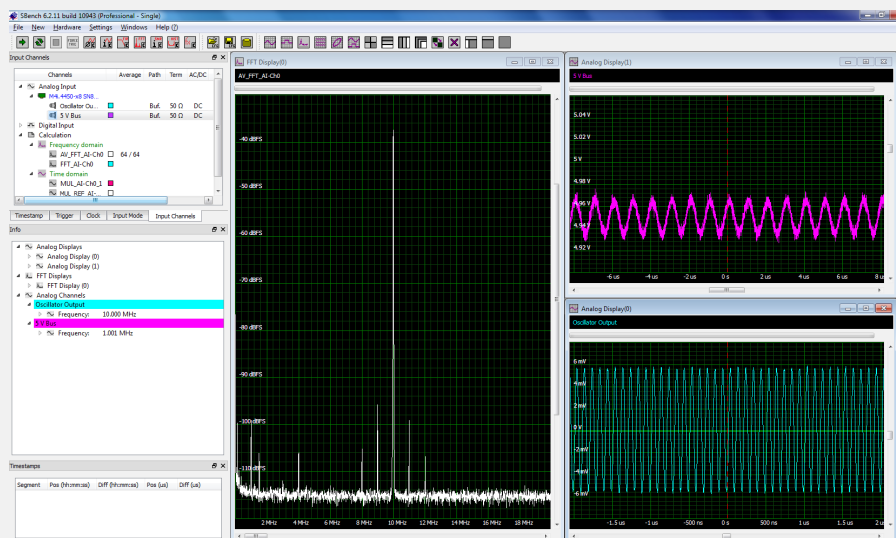 SBench 6.2.11 build 10943 (Professional - Single)
File New Hardware Settings Windows Help (?)
Input Channels
Channels Average Path Term AC/DC
Analog Input
M4i.4450-x8 SN8...
Oscillator Ou... Buf. 50 Ω DC
5 V Bus Buf. 50 Ω DC
Digital Input
Calculation
Frequency domain
AV_FFT_AI-Ch0 64 / 64
FFT_AI-Ch0
Time domain
MUL_AI-Ch0_1
MUL_REF_AI-...
Timestamp Trigger Clock Input Mode Input Channels
Info
Analog Displays
Analog Display (0)
Analog Display (1)
FFT Displays
FFT Display (0)
Analog Channels
Oscillator Output
Frequency: 10.000 MHz
5 V Bus
Frequency: 1.001 MHz
Timestamps
Segment Pos (hh:mm:ss) Diff (hh:mm:ss) Pos (us) Diff (us)
FFT Display(0)
AV_FFT_AI-Ch0
-40 dBFS
-50 dBFS
-60 dBFS
-70 dBFS
-80 dBFS
-90 dBFS
-100 dBFS
-110 dBFS
2 MHz 4 MHz 6 MHz 8 MHz 10 MHz 12 MHz 14 MHz 16 MHz 18 MHz
Analog Display(1)
5 V Bus
5.04 V
5.02 V
5 V
4.98 V
4.96 V
4.94 V
4.92 V
-6 us -4 us -2 us 0 s 2 us 4 us 6 us 8 u
Analog Display(0)
Oscillator Output
6 mV
4 mV
2 mV
0 V
-2 mV
-4 mV
-6 mV
-1.5 us -1 us -500 ns 0 s 500 ns 1 us 1.5 us 2 u